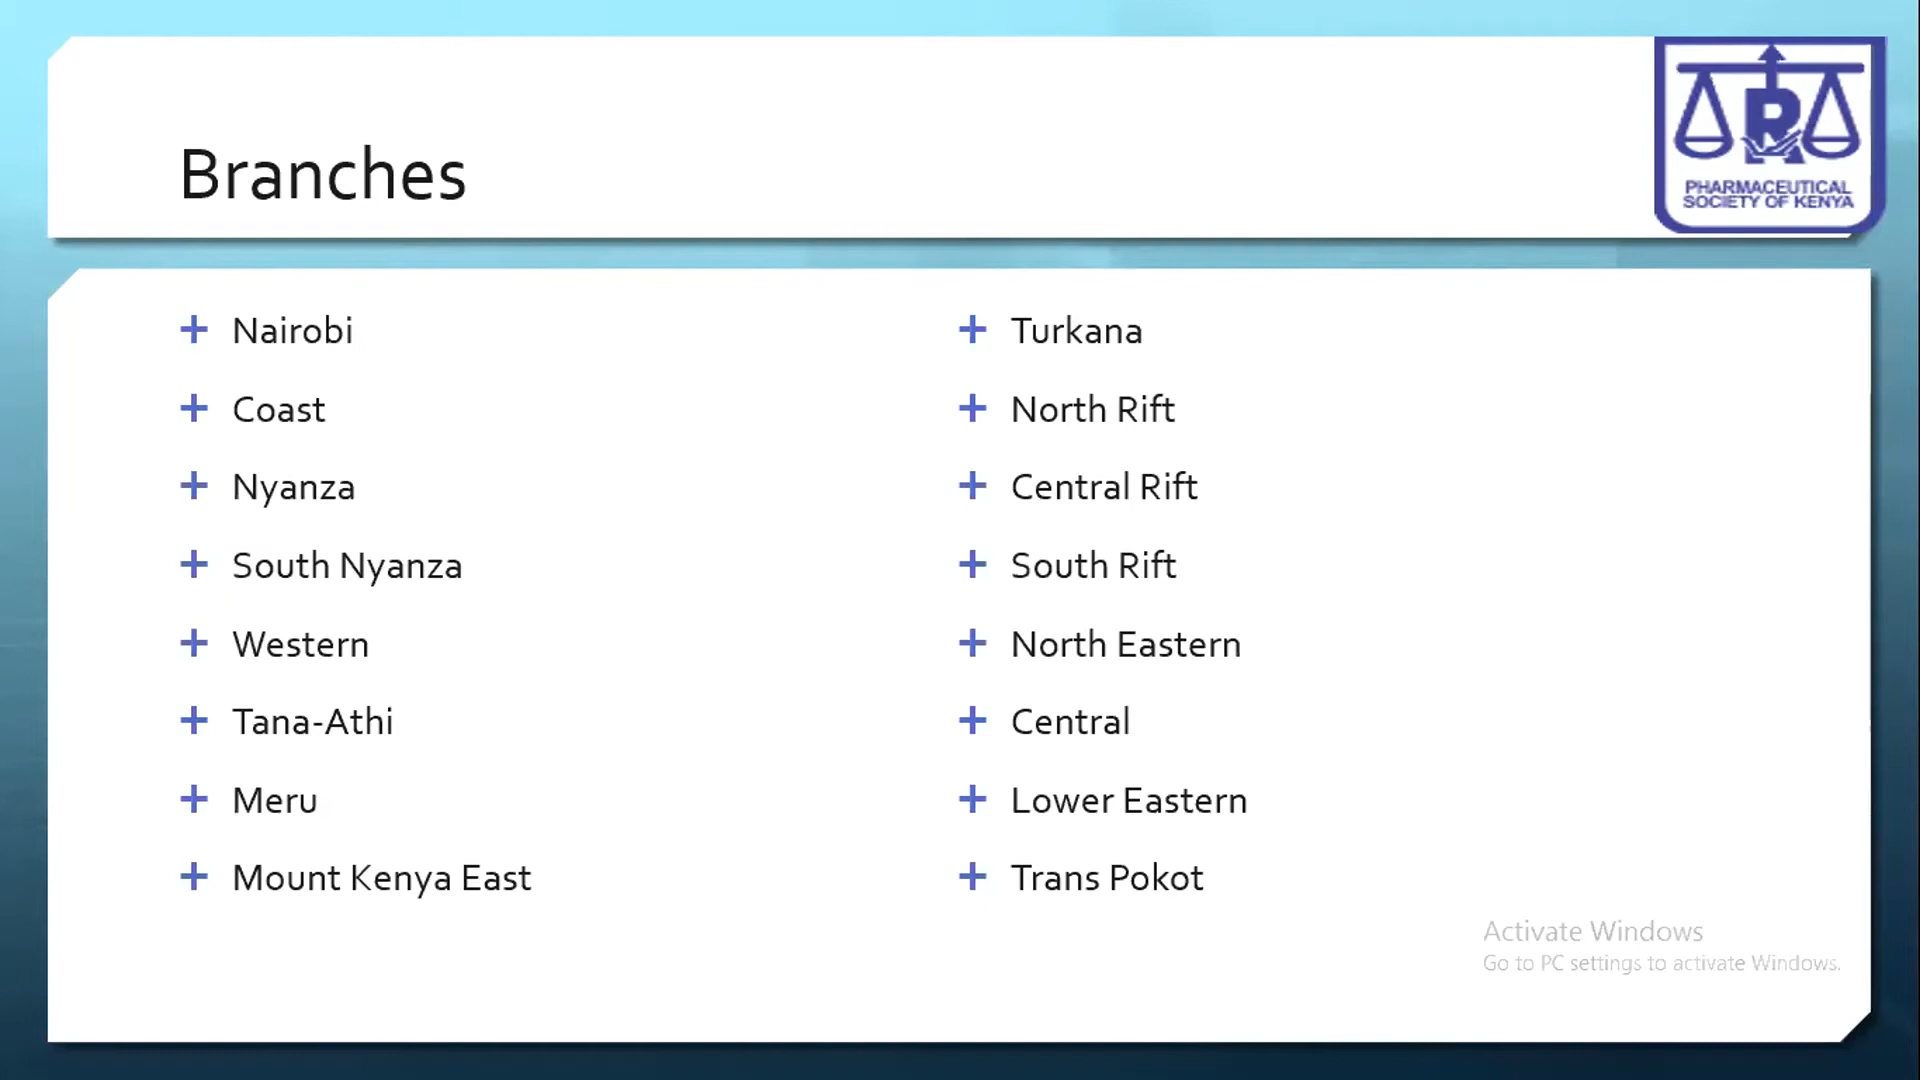 Branches
PHARMACEUTICAL
SOCIETY OF KENYA
Nairobi
Coast
Nyanza
South Nyanza
Western
Tana-Athi
Meru
Mount Kenya East
Turkana
North Rift
Central Rift
South Rift
North Eastern
Central
Lower Eastern
Trans Pokot
Activate Windows
Go to PC settings to activate Windows.